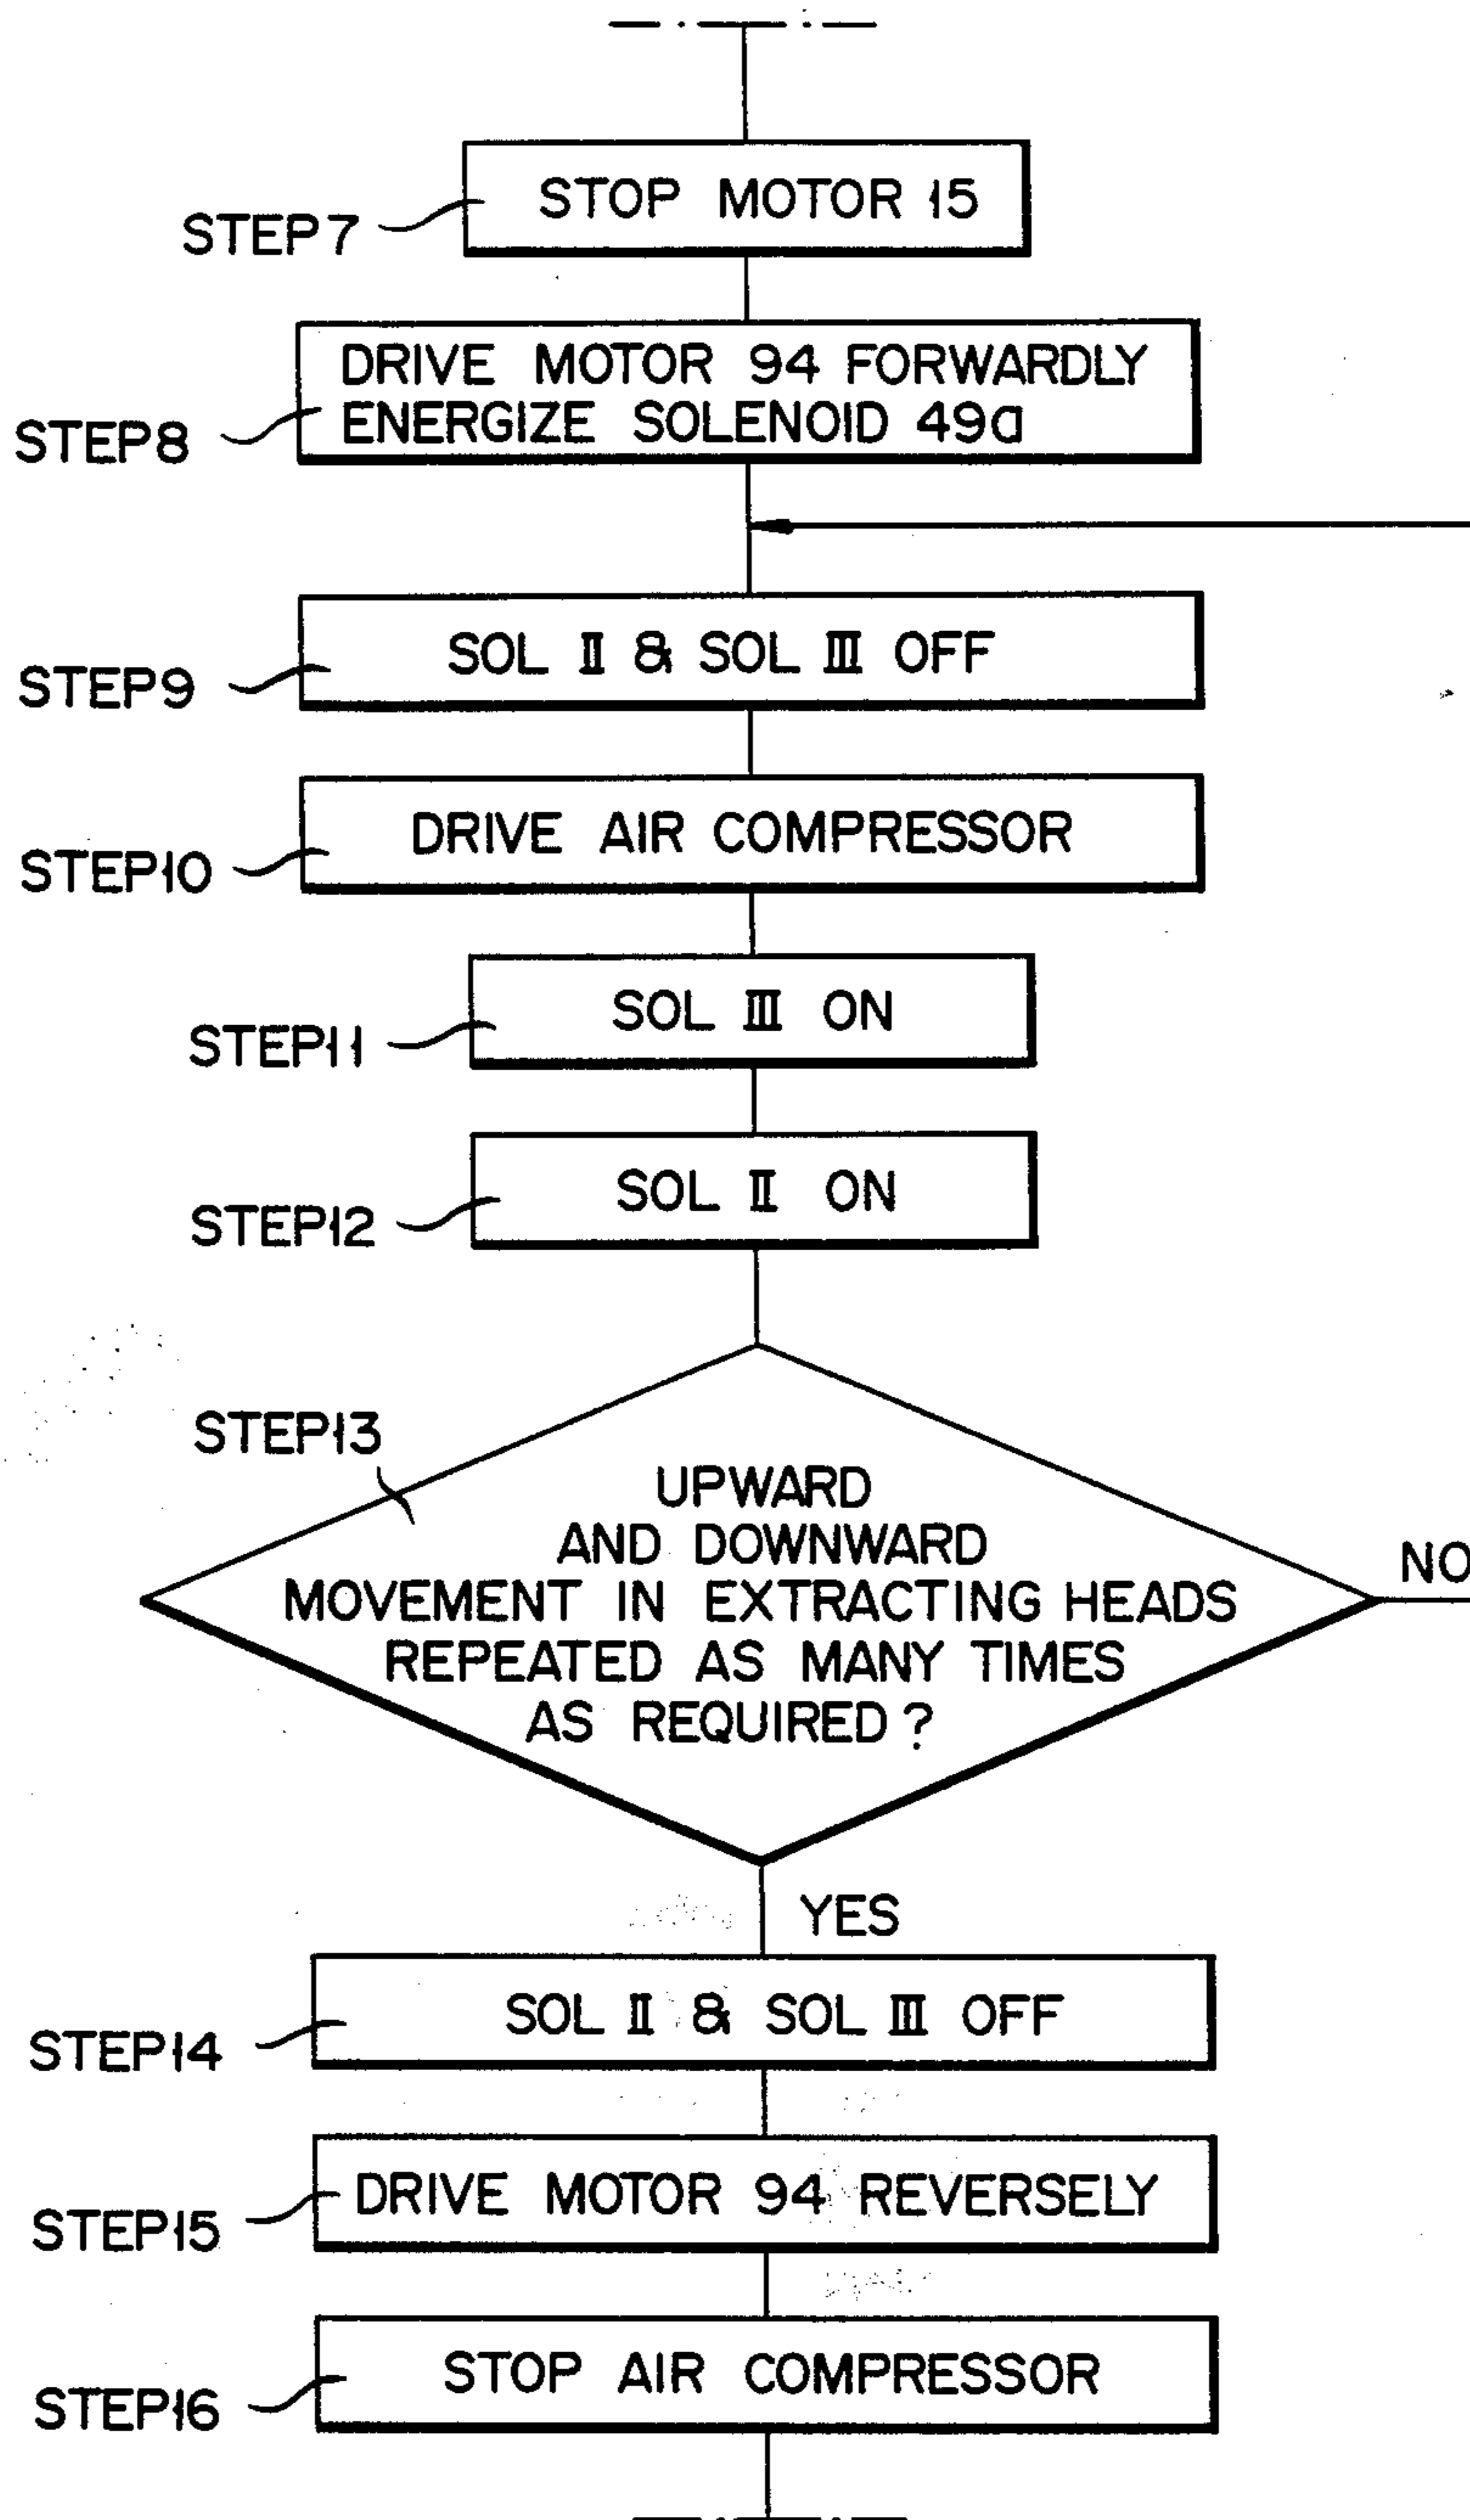 STOP MOTOR 15
STEP7
DRIVE MOTOR 94 FORWARDLY
ENERGIZE SOLENOID 49a
STEP8
SOL II & SOL III OFF
STEP9
DRIVE AIR COMPRESSOR
STEP10
SOL III ON
STEP11
SOL II ON
STEP12
STEP13
UPWARD
AND DOWNWARD
MOVEMENT IN EXTRACTING HEADS
REPEATED AS MANY TIMES
AS REQUIRED?
NO
YES
SOL II & SOL III OFF
STEP14
DRIVE MOTOR 94 REVERSELY
STEP15
STOP AIR COMPRESSOR
STEP16